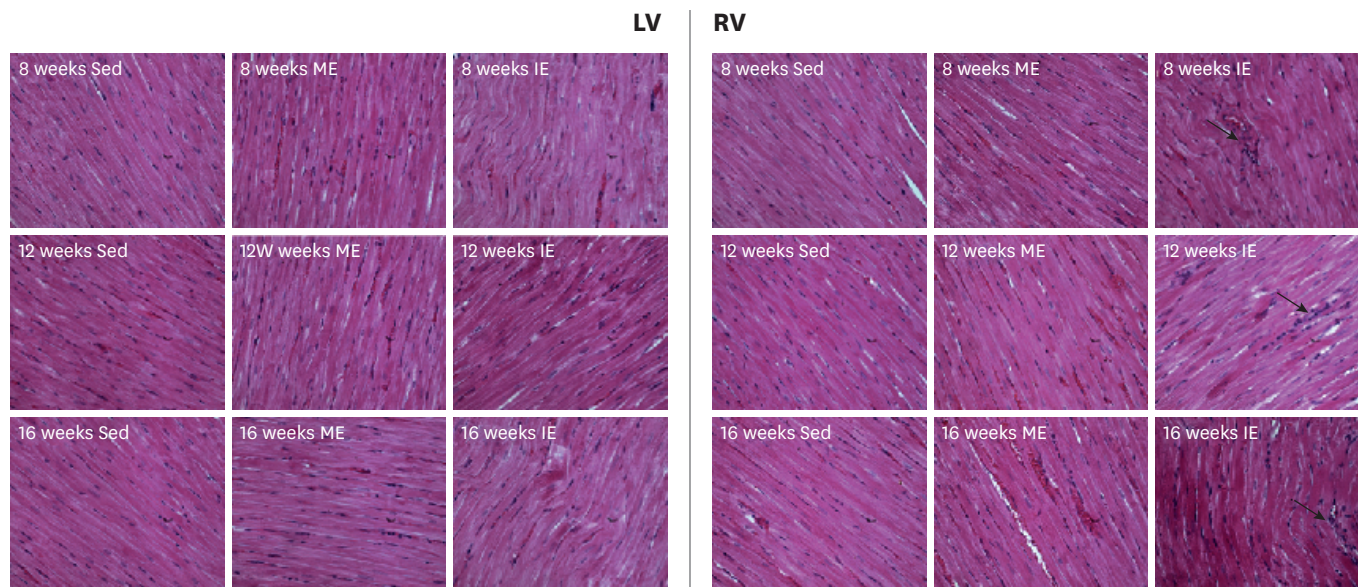 LV
RV
8 weeks Sed
8 weeks ME
8 weeks IE
8 weeks Sed
8 weeks ME
8 weeks IE
12 weeks Sed
12W weeks ME
12 weeks IE
12 weeks Sed
12 weeks ME
12 weeks IE
16 weeks Sed
16 weeks ME
16 weeks IE
16 weeks Sed
16 weeks ME
16 weeks IE